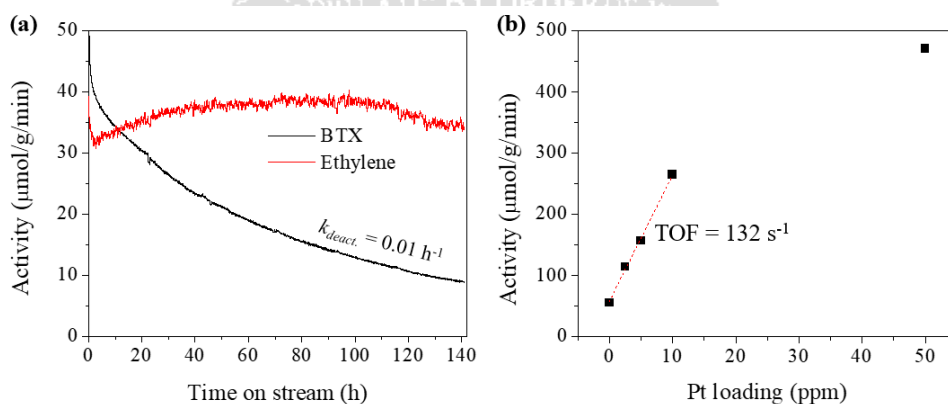 (a)
50
40
30
20
10
0
Activity (μmol/g/min)
BTX
Ethylene
k_deact. = 0.01 h⁻¹
0 20 40 60 80 100 120 140
Time on stream (h)
(b)
500
400
300
200
100
0
Activity (μmol/g/min)
TOF = 132 s⁻¹
0 10 20 30 40 50
Pt loading (ppm)